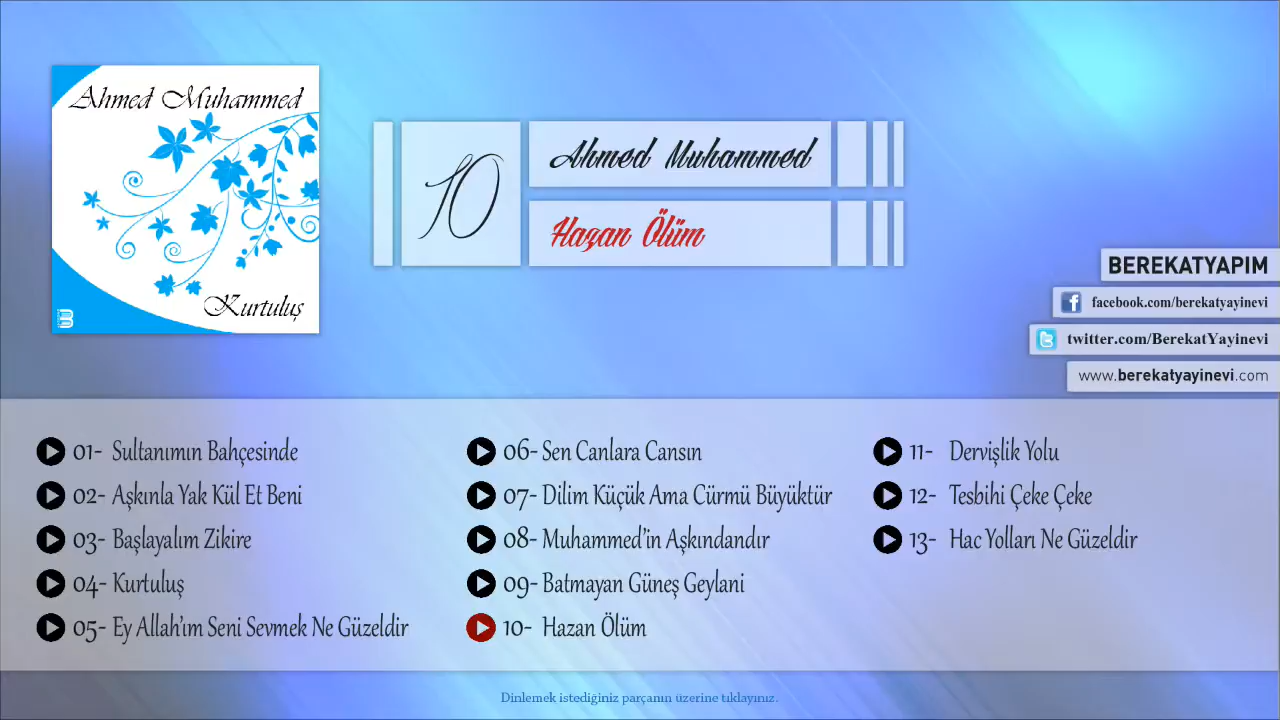 Ahmed Muhammed
Kurtuluş
10
Ahmed Muhammed
Hazan Ölüm
BEREKATYAPIM
facebook.com/berekatyayinevi
twitter.com/BerekatYayinevi
www.berekatyayinevi.com
01- Sultanımın Bahçesinde
02- Aşkınla Yak Kül Et Beni
03- Başlayalım Zikire
04- Kurtuluş
05- Ey Allah'ım Seni Sevmek Ne Güzeldir
06- Sen Canlara Cansın
07- Dilim Küçük Ama Cürmü Büyüktür
08- Muhammed'in Aşkındandır
09- Batmayan Güneş Geylani
10- Hazan Ölüm
11- Dervişlik Yolu
12- Tesbihi Çeke Çeke
13- Hac Yolları Ne Güzeldir
Dinlemek istediğiniz parçanın üzerine tıklayınız.